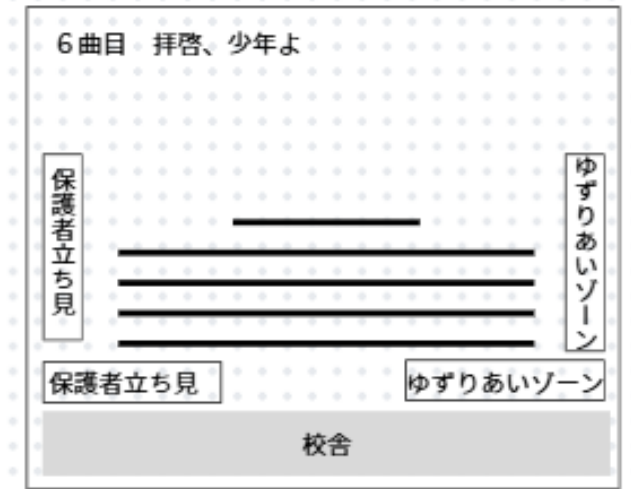 ６曲目　拝啓、少年よ
保護者立ち見
ゆずりあいゾーン
保護者立ち見
ゆずりあいゾーン
校舎